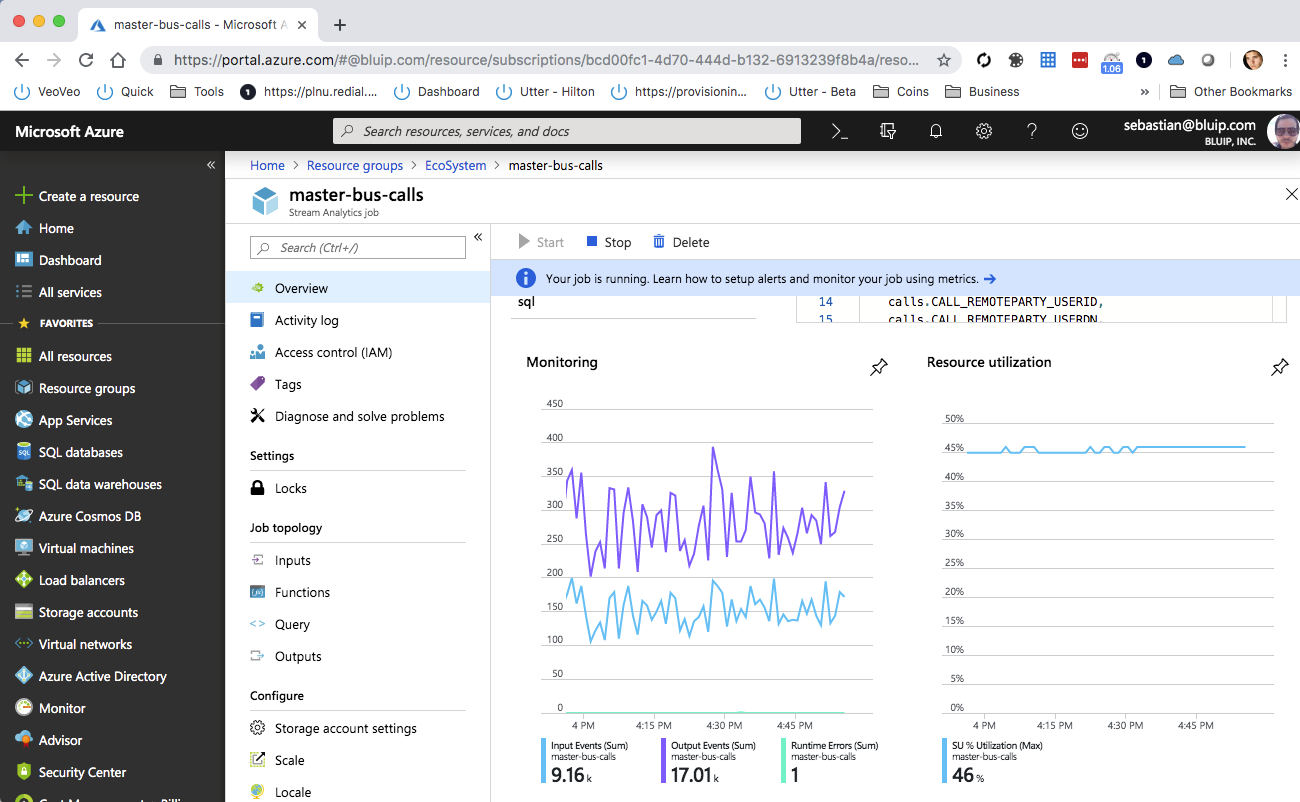 master-bus-calls - Microsoft A
https://portal.azure.com/#@bluip.com/resource/subscriptions/bcd00fc1-4d70-444d-b132-6913239f8b4a/reso...
1.06
VeoVeo Quick Tools https://plnu.redial.... Dashboard Utter - Hilton https://provisionin... Utter - Beta Coins Business » Other Bookmarks
Microsoft Azure
Search resources, services, and docs
sebastian@bluip.com
BLUIP, INC.
Home > Resource groups > EcoSystem > master-bus-calls
master-bus-calls
Stream Analytics job
Create a resource
Home
Dashboard
All services
FAVORITES
All resources
Resource groups
App Services
SQL databases
SQL data warehouses
Azure Cosmos DB
Virtual machines
Load balancers
Storage accounts
Virtual networks
Azure Active Directory
Monitor
Advisor
Security Center
Search (Ctrl+/)
Overview
Activity log
Access control (IAM)
Tags
Diagnose and solve problems
Settings
Locks
Job topology
Inputs
Functions
Query
Outputs
Configure
Storage account settings
Scale
Locale
Start Stop Delete
Your job is running. Learn how to setup alerts and monitor your job using metrics.
sql
14 calls.CALL_REMOTEPARTY_USERID,
15 calls.CALL_REMOTEPARTY_USERDN,
Monitoring
450
400
350
300
250
200
150
100
50
0
4 PM 4:15 PM 4:30 PM 4:45 PM
Input Events (Sum)
master-bus-calls
9.16 k
Output Events (Sum)
master-bus-calls
17.01 k
Runtime Errors (Sum)
master-bus-calls
1
Resource utilization
50%
45%
40%
35%
30%
25%
20%
15%
10%
5%
0%
4 PM 4:15 PM 4:30 PM 4:45 PM
SU % Utilization (Max)
master-bus-calls
46 %